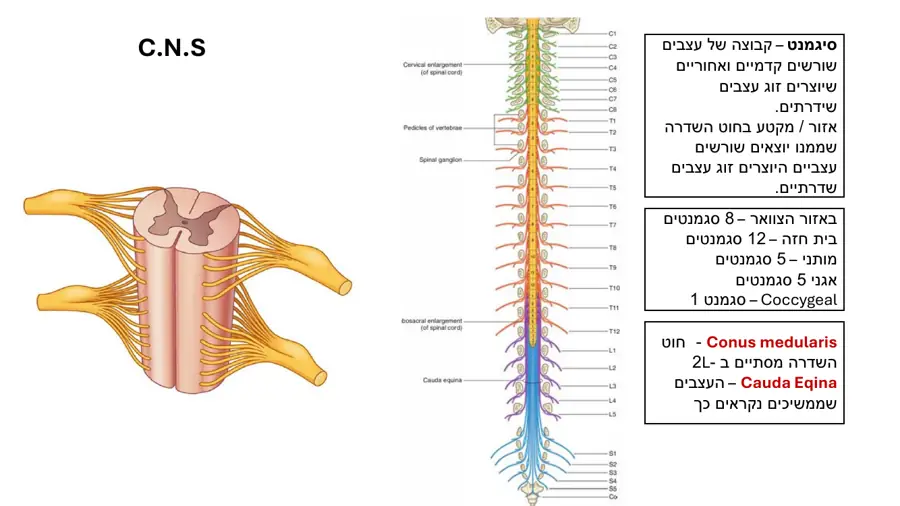 C.N.S
Cervical enlargement
(of spinal cord)
Pedicles of vertebrae
Spinal ganglion
bosacral enlargement
(of spinal cord)
Cauda equina
C1
C2
C3
C4
C5
C6
C7
C8
T1
T2
T3
T4
T5
T6
T7
T8
T9
T10
T11
T12
L1
L2
L3
L4
L5
S1
S2
S3
S4
S5
Co
סיגמנט – קבוצה של עצבים
שורשים קדמיים ואחוריים
שיוצרים זוג עצבים
שידרתים.
אזור / מקטע בחוט השדרה
שממנו יוצאים שורשים
עצביים היוצרים זוג עצבים
שדרתיים.
באזור הצוואר – 8 סגמנטים
בית חזה – 12 סגמנטים
מותני – 5 סגמנטים
אגני 5 סגמנטים
Coccygeal – סגמנט 1
Conus medularis - חוט
השדרה מסתיים ב -2L
Cauda Eqina – העצבים
שממשיכים נקראים כך